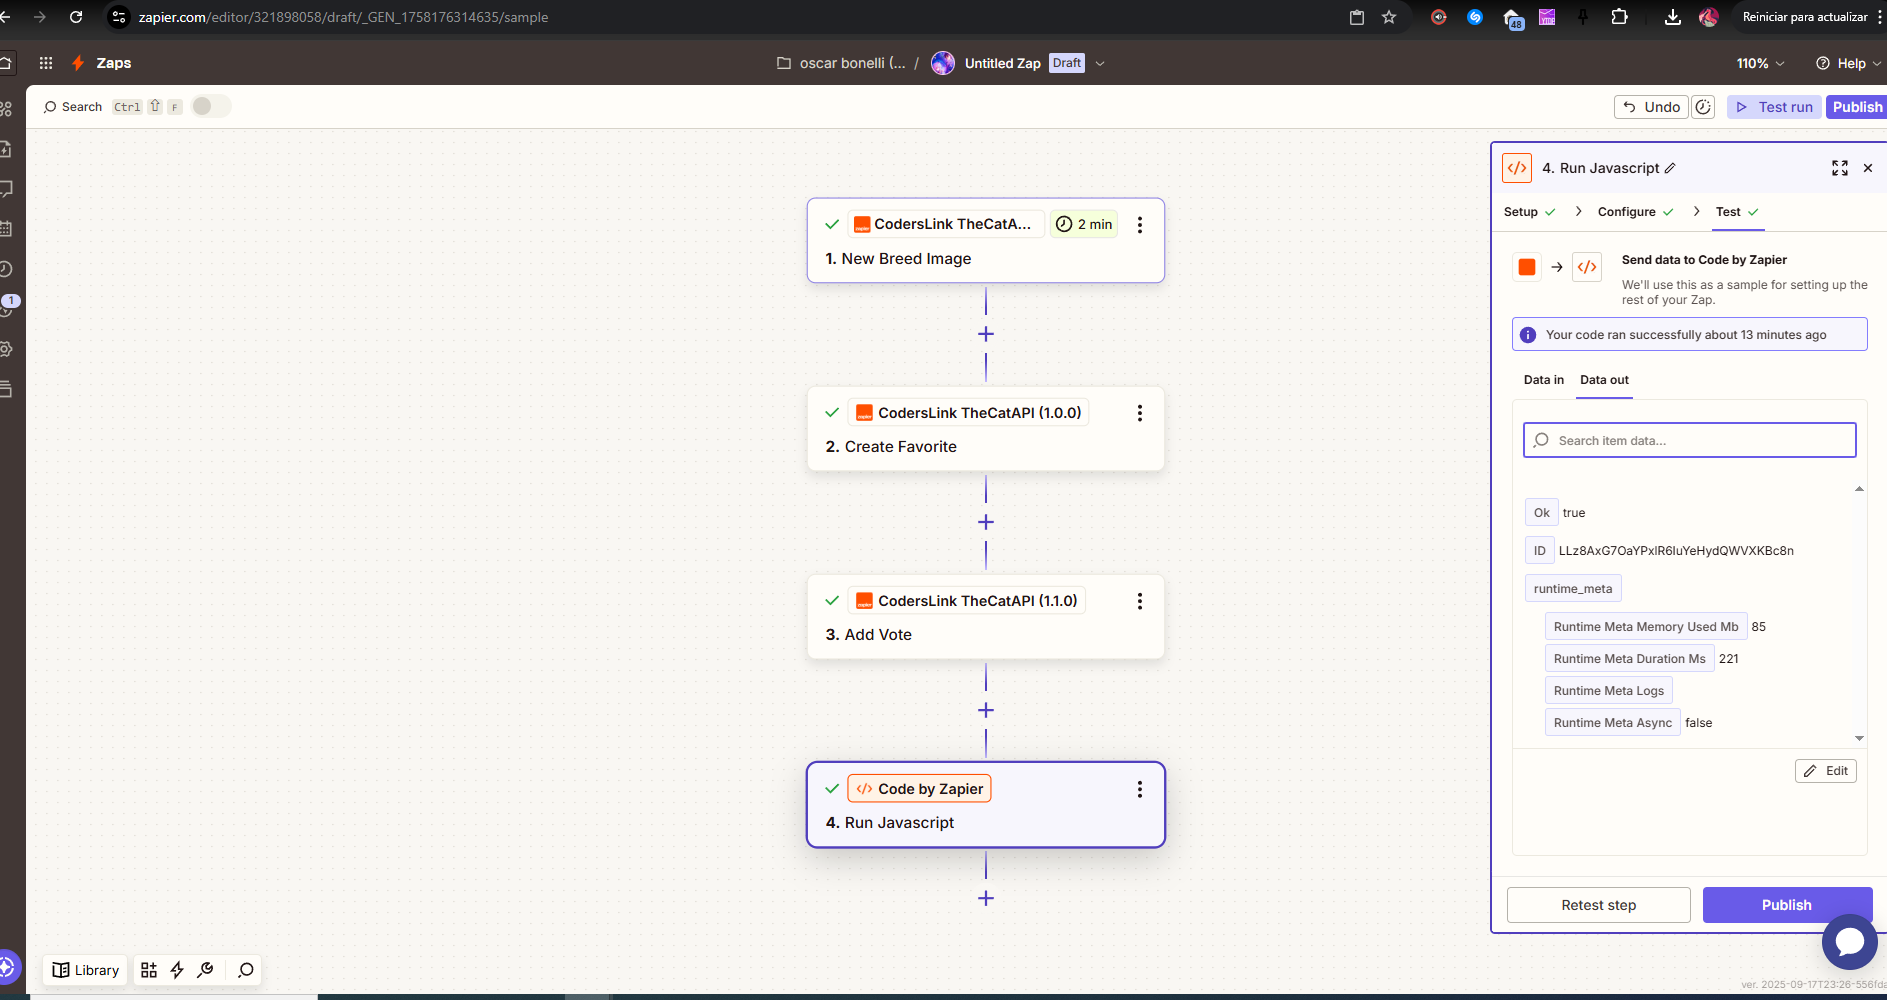 zapier.com/editor/321898058/draft/_GEN_1758176314635/sample
48
Reiniciar para actualizar
Zaps
oscar bonelli (... / Untitled Zap Draft
110%
Help
Search Ctrl ⇧ F
Undo
Test run
Publish
1
4. Run Javascript
Setup
Configure
Test
Send data to Code by Zapier
We'll use this as a sample for setting up the
rest of your Zap.
Your code ran successfully about 13 minutes ago
Data in
Data out
Search item data...
Ok true
ID
runtime_meta
Runtime Meta Memory Used Mb 85
Runtime Meta Duration Ms 221
Runtime Meta Logs
Runtime Meta Async false
Edit
Retest step
Publish
CodersLink TheCatA... 2 min
1. New Breed Image
CodersLink TheCatAPI (1.0.0)
2. Create Favorite
CodersLink TheCatAPI (1.1.0)
3. Add Vote
Code by Zapier
4. Run Javascript
Library
ver. 2025-09-17T23:26-556fda